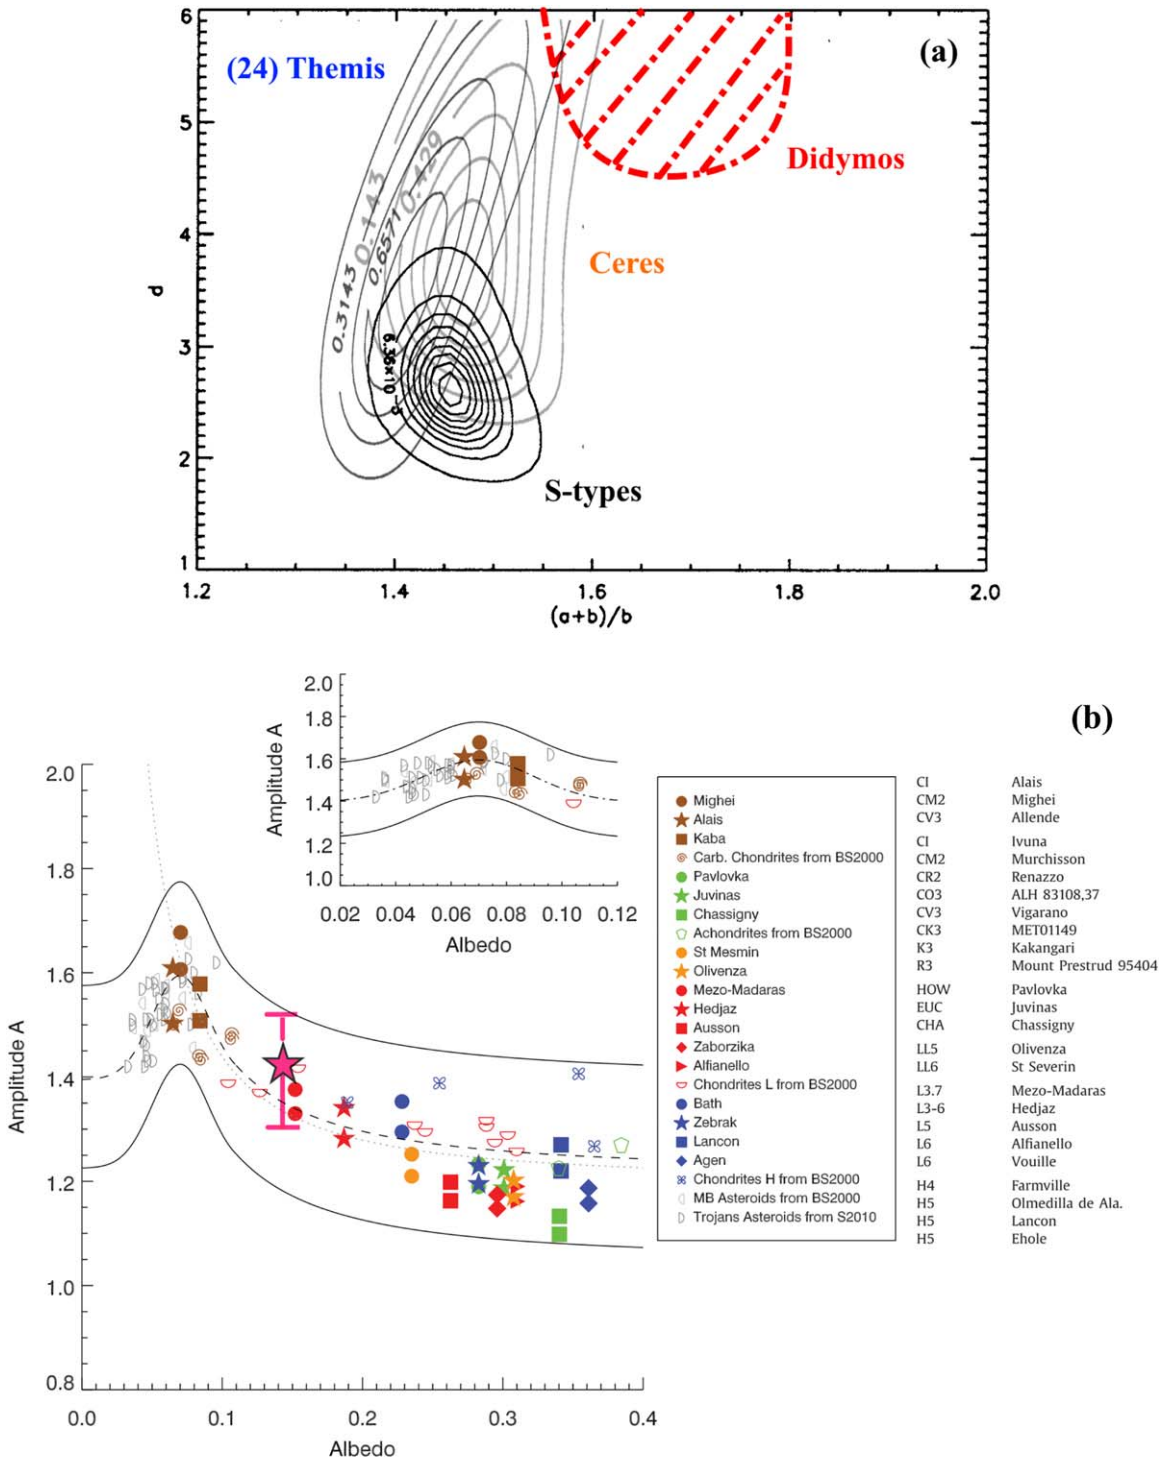 6
5
4
3
2
1
d
(24) Themis
(a)
Didymos
Ceres
S-types
0.3143
0.143
0.6571
0.429
6.36×10−3
1.2
1.4
1.6
1.8
2.0
(a+b)/b
(b)
2.0
1.8
1.6
1.4
1.2
1.0
Amplitude A
0.02 0.04 0.06 0.08 0.10 0.12
Albedo
2.0
1.8
1.6
1.4
1.2
1.0
0.8
Amplitude A
0.0
0.1
0.2
0.3
0.4
Albedo
Mighei
Alais
Kaba
Carb. Chondrites from BS2000
Pavlovka
Juvinas
Chassigny
Achondrites from BS2000
St Mesmin
Olivenza
Mezo-Madaras
Hedjaz
Ausson
Zaborzika
Alfianello
Chondrites L from BS2000
Bath
Zebrak
Lancon
Agen
Chondrites H from BS2000
MB Asteroids from BS2000
Trojans Asteroids from S2010
CI Alais
CM2 Mighei
CV3 Allende
CI Ivuna
CM2 Murchisson
CR2 Renazzo
CO3 ALH 83108,37
CV3 Vigarano
CK3 MET01149
K3 Kakangari
R3 Mount Prestrud 95404
HOW Pavlovka
EUC Juvinas
CHA Chassigny
LL5 Olivenza
LL6 St Severin
L3.7 Mezo-Madaras
L3-6 Hedjaz
L5 Ausson
L6 Alfianello
L6 Vouille
H4 Farmville
H5 Olmedilla de Ala.
H5 Lancon
H5 Ehole